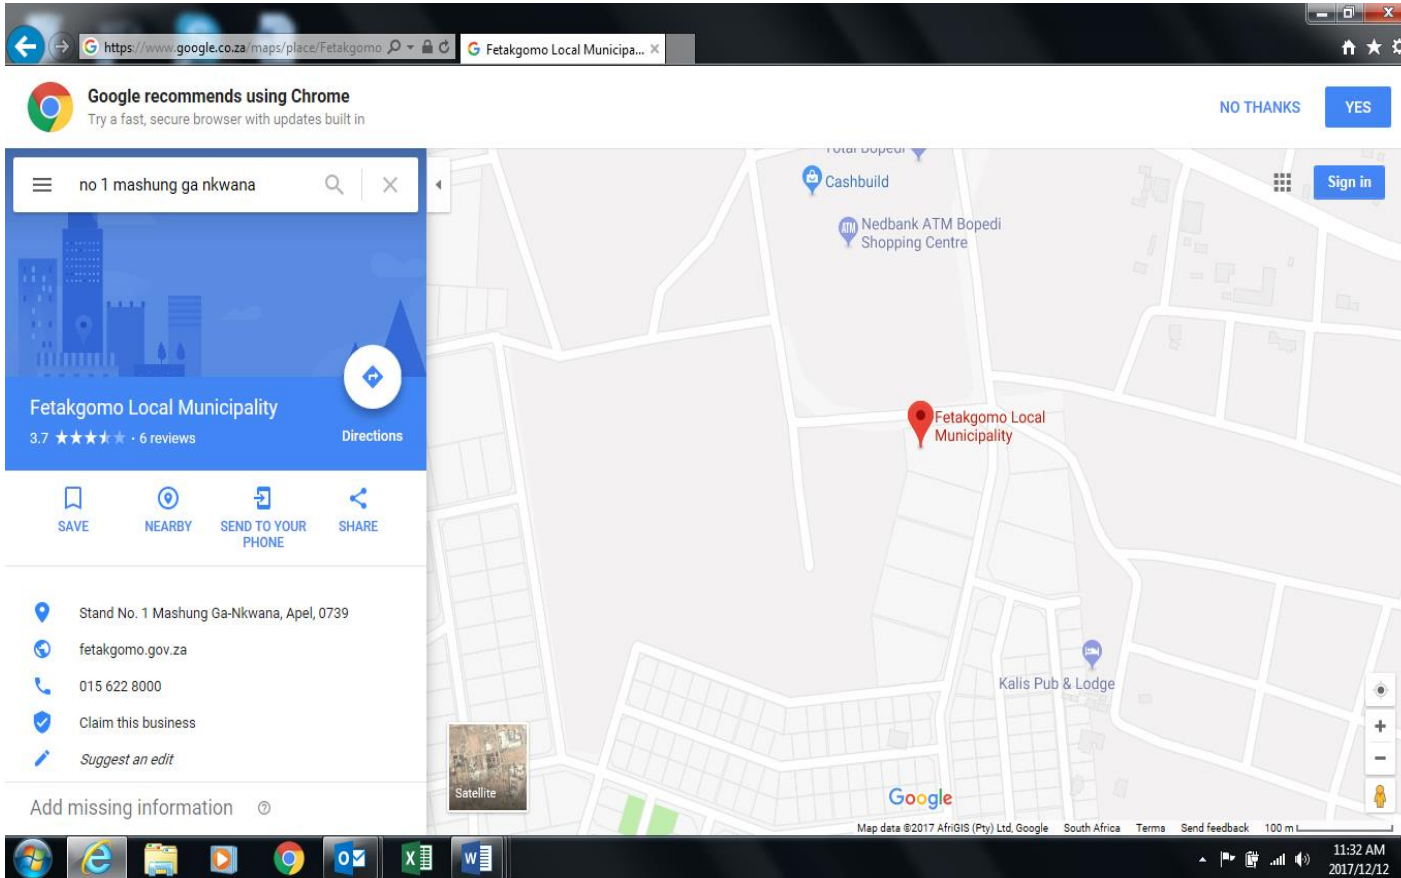 https://www.google.co.za/maps/place/Fetakgomo
Fetakgomo Local Municipa...
Google recommends using Chrome
Try a fast, secure browser with updates built in
NO THANKS
YES
no 1 mashung ga nkwana
Total Bopedi
Cashbuild
ATM
Nedbank ATM Bopedi
Shopping Centre
Sign in
Fetakgomo Local
Municipality
Fetakgomo Local Municipality
3.7
· 6 reviews
Directions
SAVE
NEARBY
SEND TO YOUR
PHONE
SHARE
Stand No. 1 Mashung Ga-Nkwana, Apel, 0739
fetakgomo.gov.za
015 622 8000
Claim this business
Suggest an edit
Add missing information
Kalis Pub & Lodge
Satellite
Google
Map data ©2017 AfriGIS (Pty) Ltd, Google South Africa Terms Send feedback 100 m
11:32 AM
2017/12/12